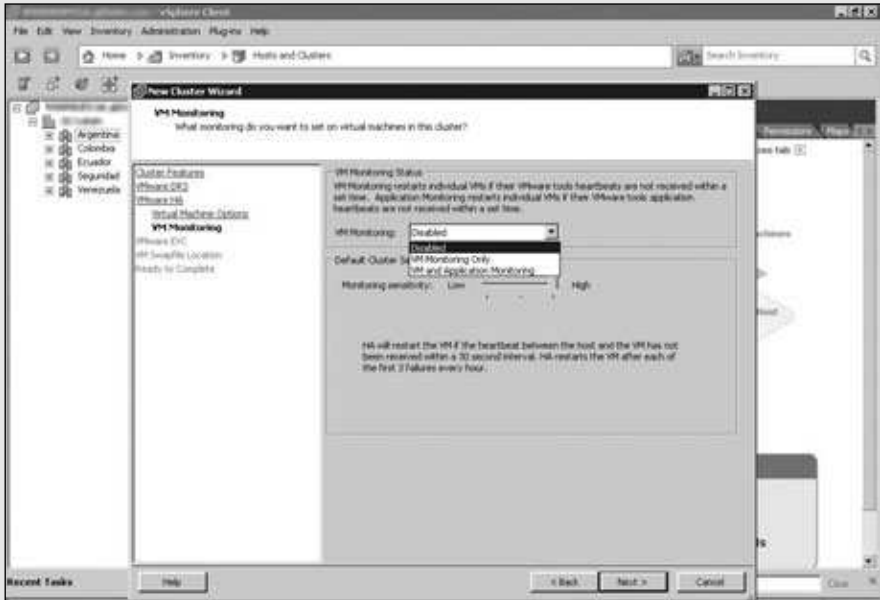 vSphere Client
File Edit View Inventory Administration Plug-ins Help
Home Inventory Hosts and Clusters
Search Inventory
Argentina
Colombia
Ecuador
Seguridad
Venezuela
New Cluster Wizard
VM Monitoring
What monitoring do you want to set on virtual machines in this cluster?
Cluster Features
VMware DRS
VMware HA
Virtual Machine Options
VM Monitoring
VMware EVC
VM Swapfile Location
Ready to Complete
VM Monitoring Status
VM Monitoring restarts individual VMs if their VMware tools heartbeats are not received within a
set time. Application Monitoring restarts individual VMs if their VMware tools application
heartbeats are not received within a set time.
VM Monitoring: Disabled
Disabled
VM Monitoring Only
VM and Application Monitoring
Default Cluster Se
Monitoring sensitivity: Low High
HA will restart the VM if the heartbeat between the host and the VM has not
been received within a 30 second interval. HA restarts the VM after each of
the first 3 failures every hour.
Permissions Maps
Help
< Back
Next >
Cancel
Recent Tasks
Clear